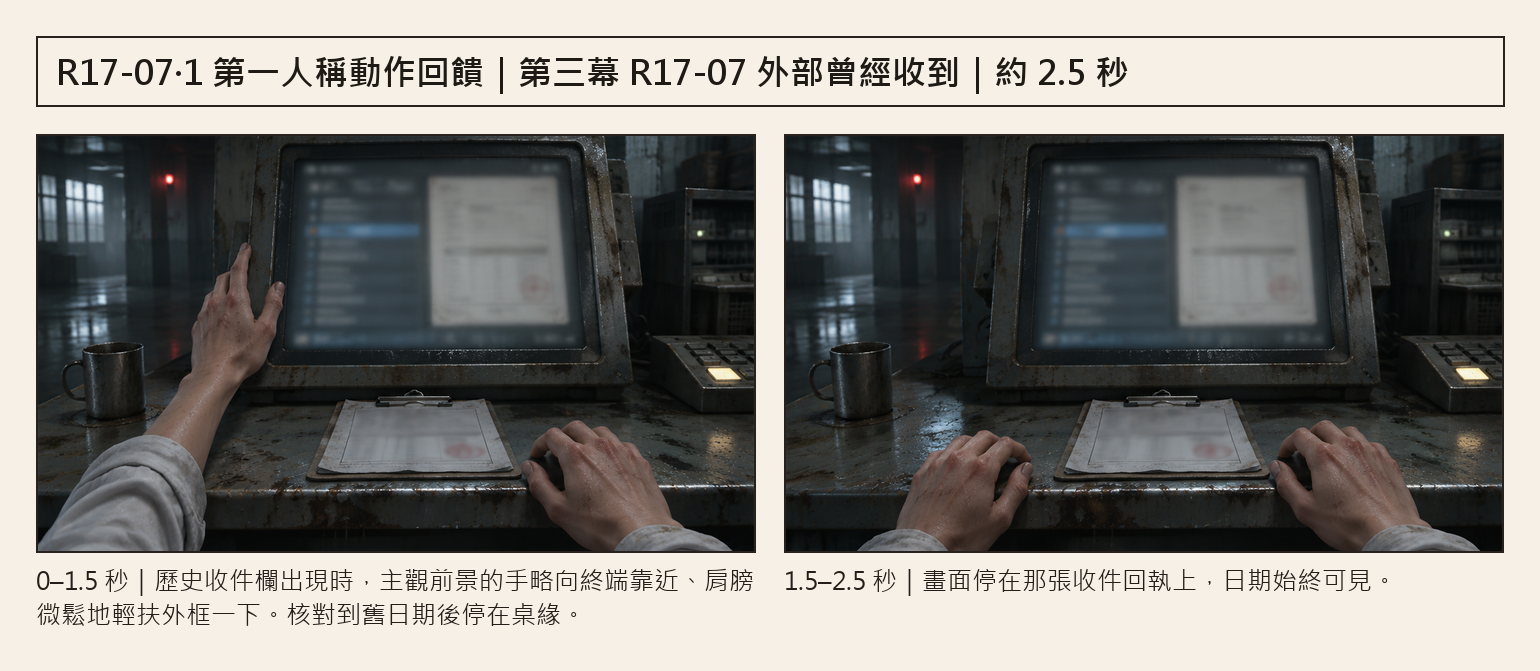 R17-07·1 第一人稱動作回饋｜第三幕 R17-07 外部曾經收到｜約 2.5 秒
0–1.5 秒｜歷史收件欄出現時，主觀前景的手略向終端靠近、肩膀
微鬆地輕扶外框一下。核對到舊日期後停在桌緣。
1.5–2.5 秒｜畫面停在那張收件回執上，日期始終可見。